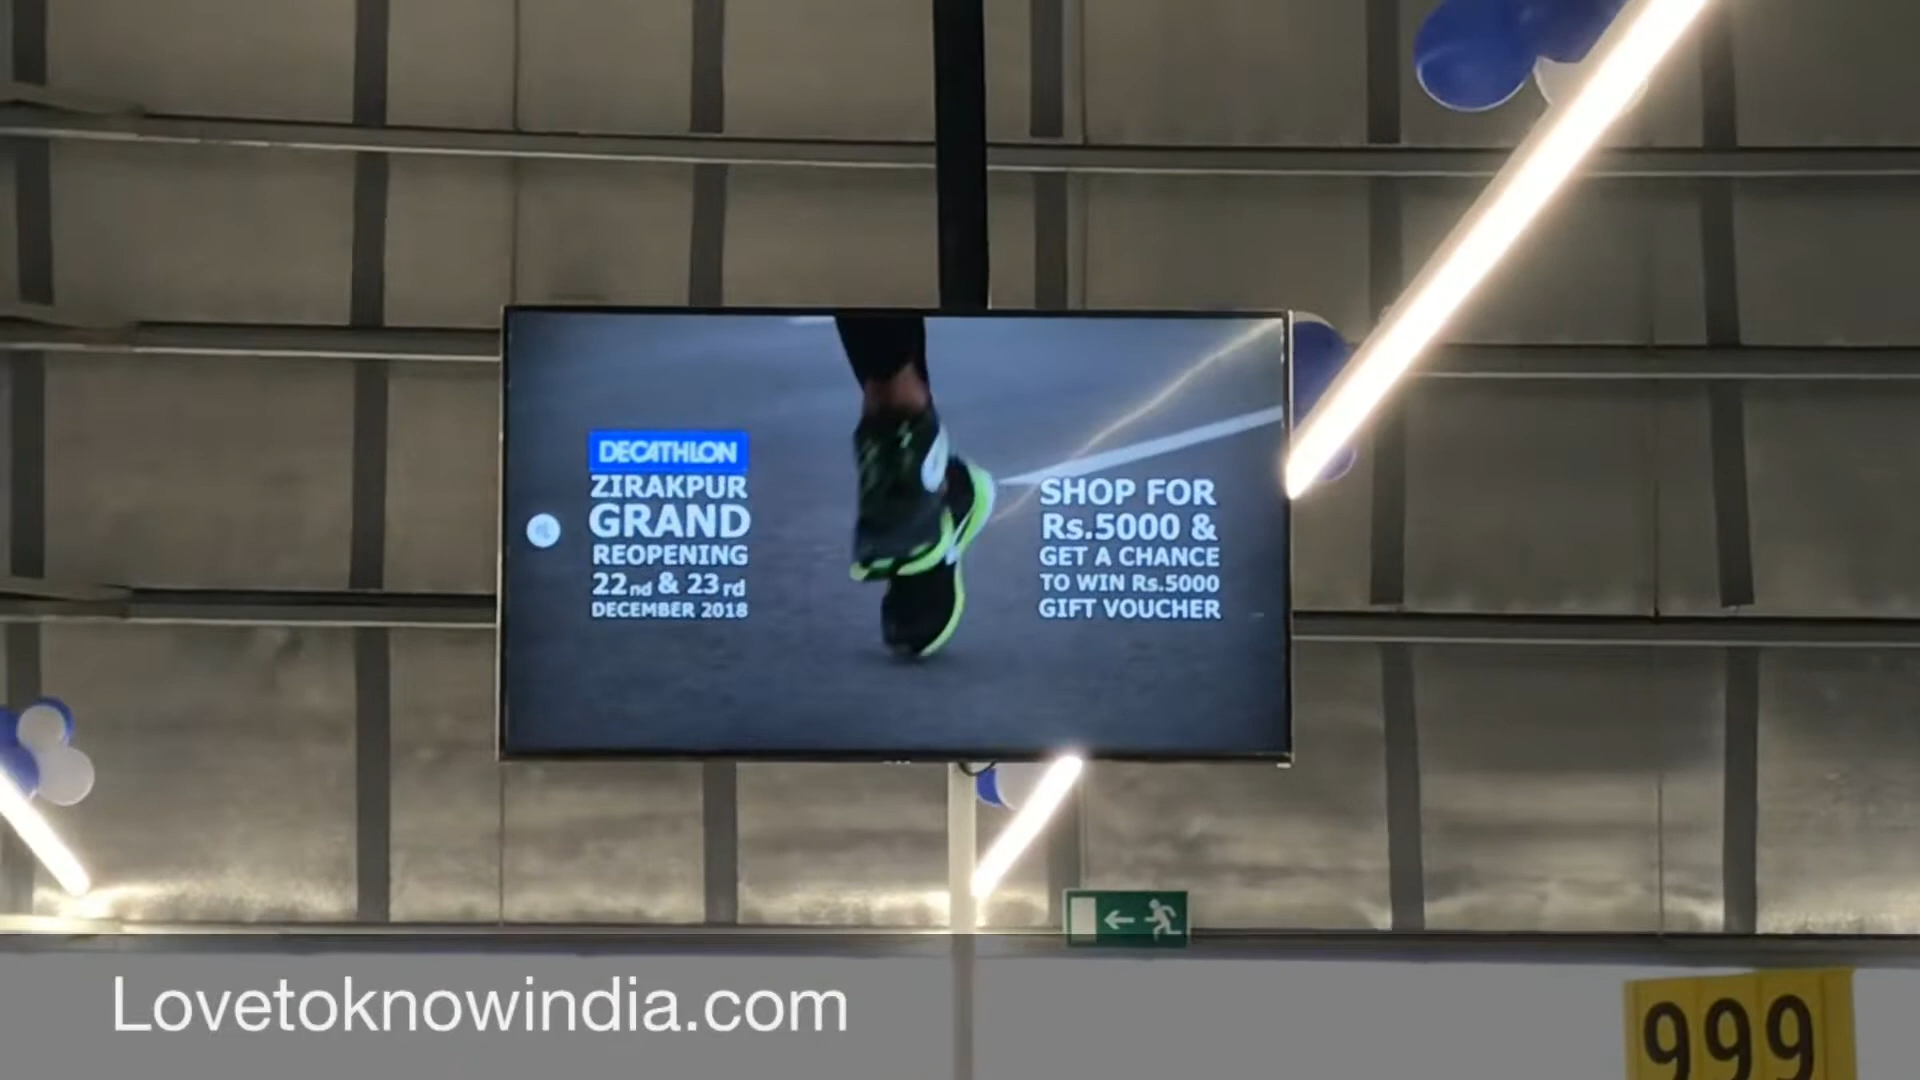 DECATHLON
ZIRAKPUR
GRAND
REOPENING
22nd & 23rd
DECEMBER 2018
SHOP FOR
Rs.5000 &
GET A CHANCE
TO WIN Rs.5000
GIFT VOUCHER
Lovetoknowindia.com
999